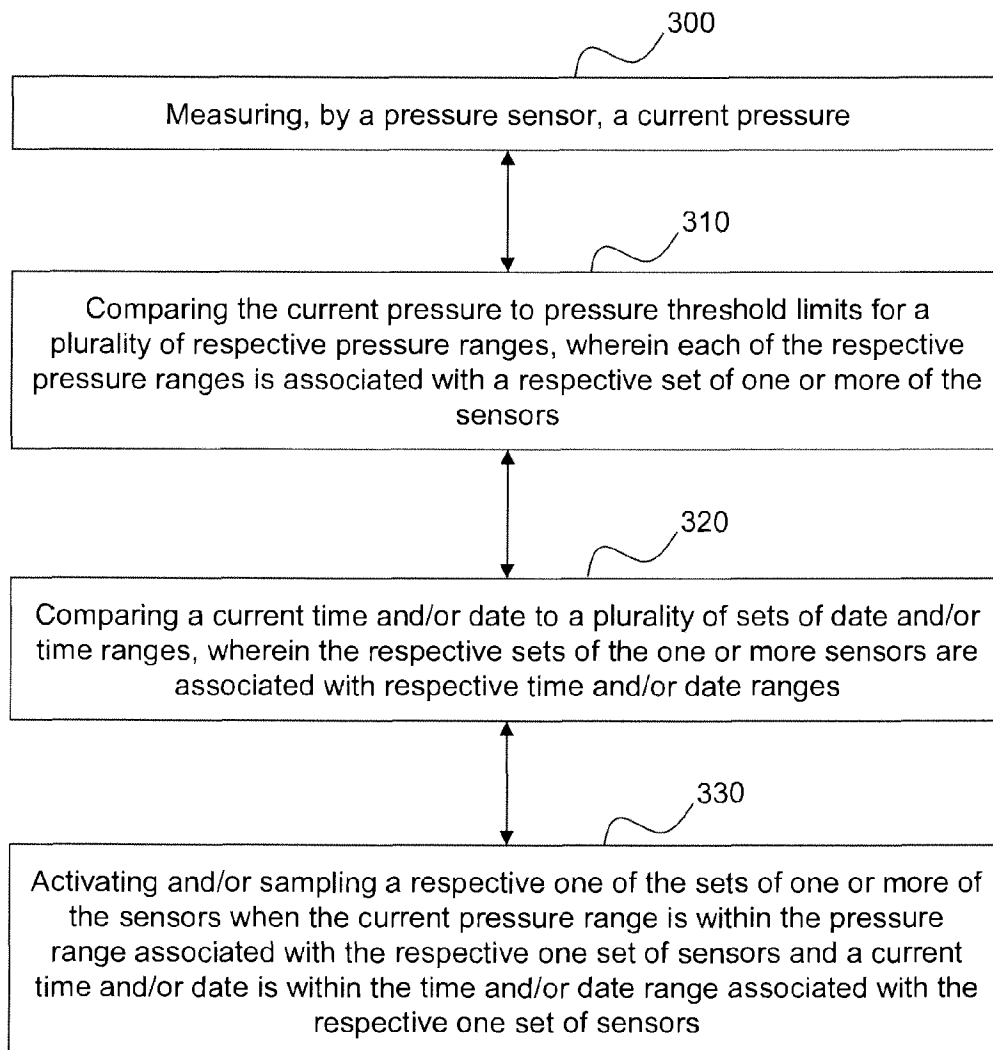 300
Measuring, by a pressure sensor, a current pressure
310
Comparing the current pressure to pressure threshold limits for a
plurality of respective pressure ranges, wherein each of the respective
pressure ranges is associated with a respective set of one or more of the
sensors
320
Comparing a current time and/or date to a plurality of sets of date and/or
time ranges, wherein the respective sets of the one or more sensors are
associated with respective time and/or date ranges
330
Activating and/or sampling a respective one of the sets of one or more of
the sensors when the current pressure range is within the pressure
range associated with the respective one set of sensors and a current
time and/or date is within the time and/or date range associated with the
respective one set of sensors